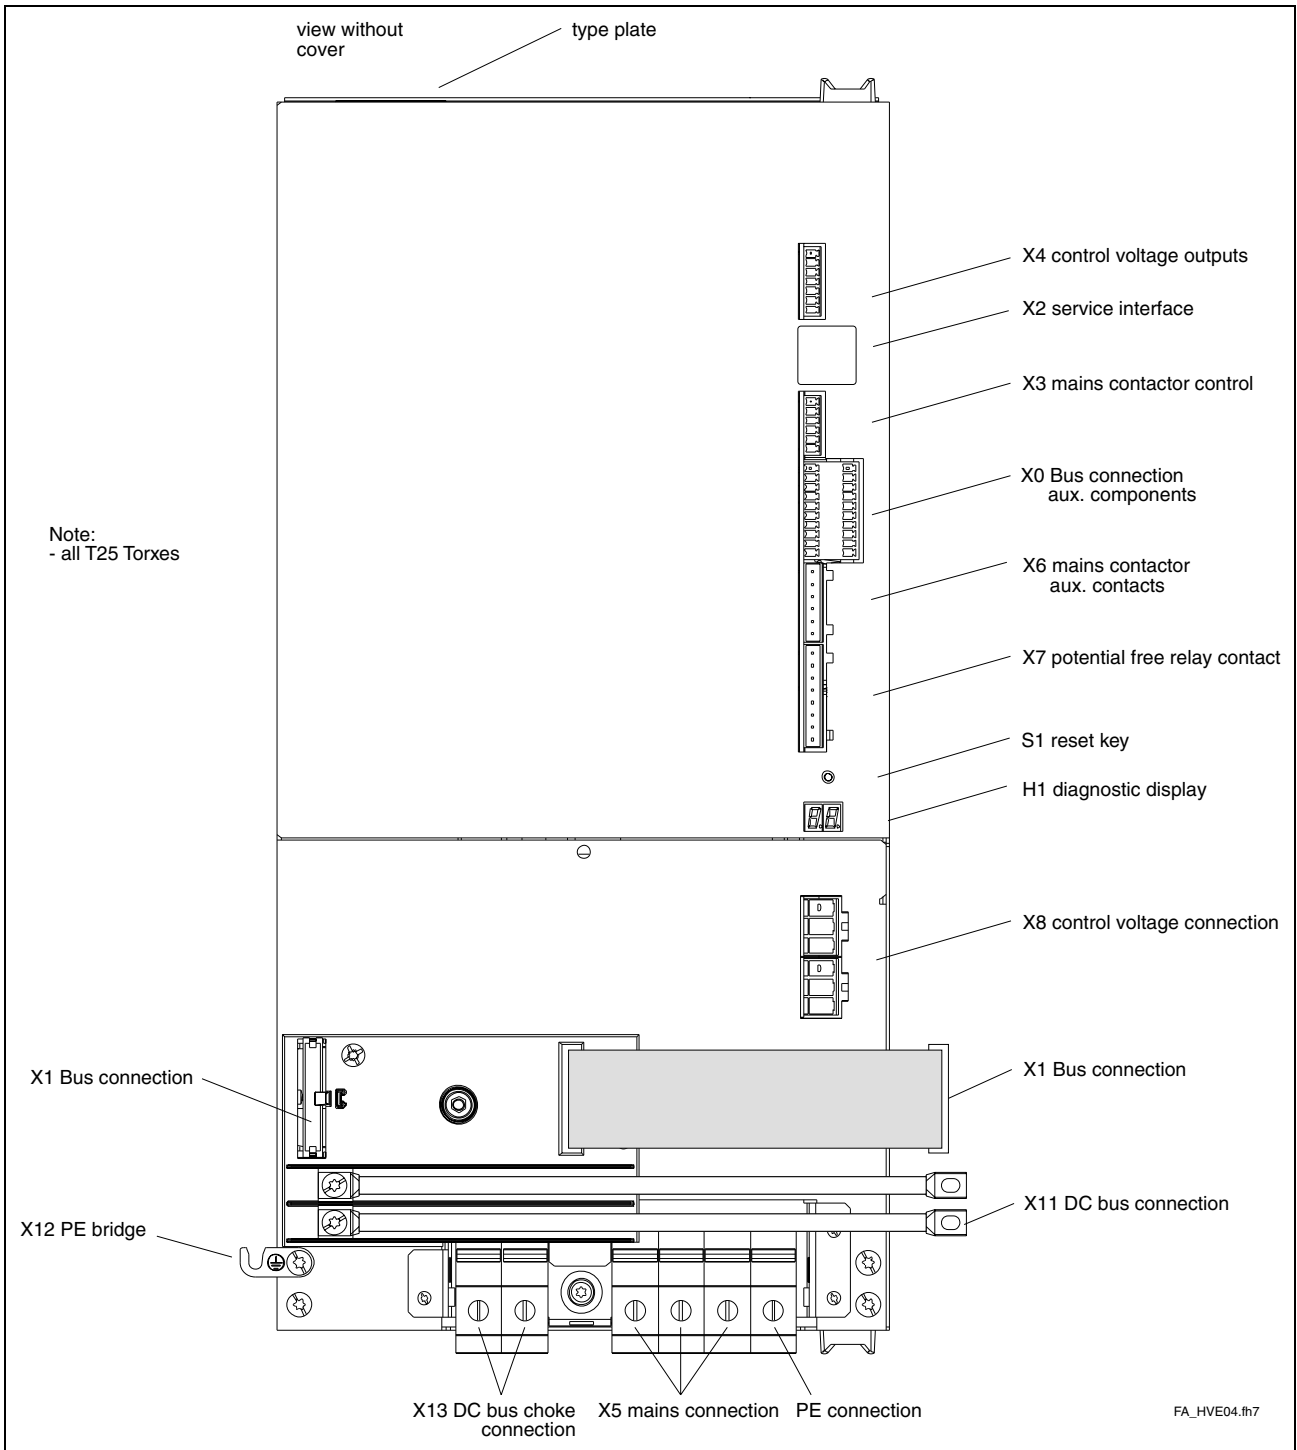 view without
cover
type plate
X4 control voltage outputs
X2 service interface
X3 mains contactor control
X0 Bus connection
aux. components
Note:
- all T25 Torxes
X6 mains contactor
aux. contacts
X7 potential free relay contact
S1 reset key
H1 diagnostic display
X8 control voltage connection
X1 Bus connection
X1 Bus connection
X11 DC bus connection
X12 PE bridge
X13 DC bus choke
connection
X5 mains connection
PE connection
FA_HVE04.fh7